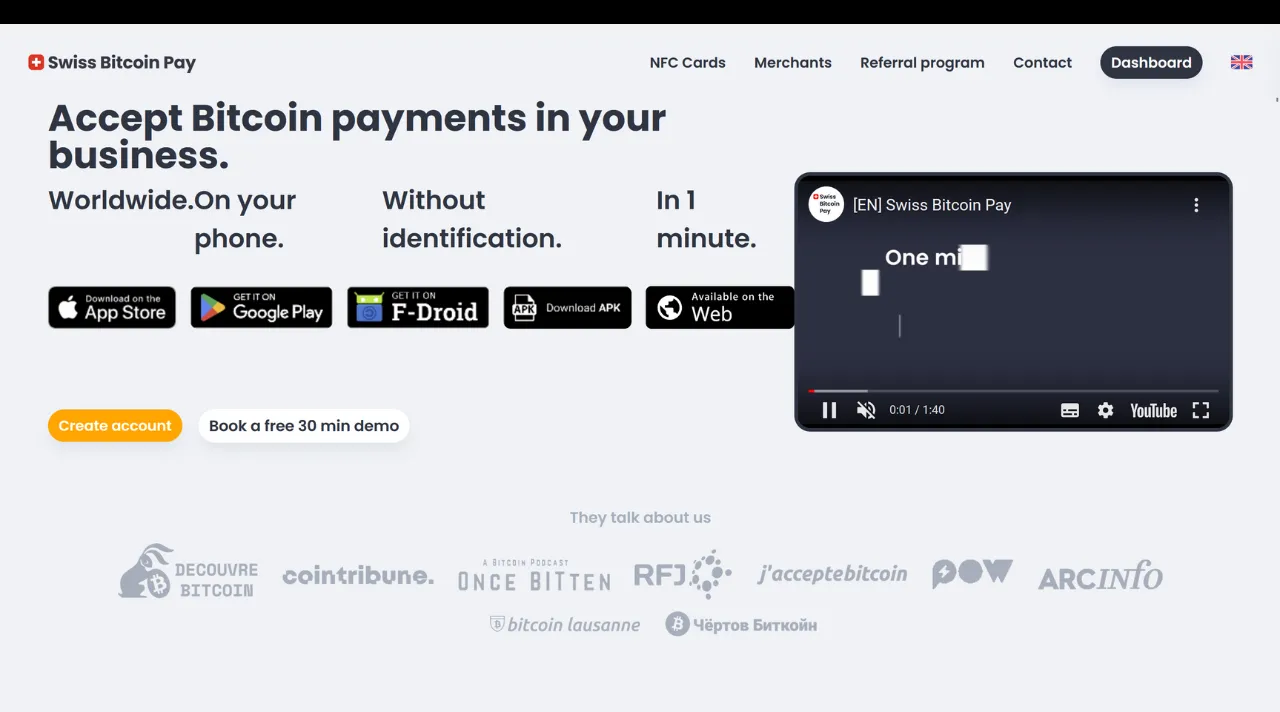 Swiss Bitcoin Pay
NFC Cards
Merchants
Referral program
Contact
Dashboard
Accept Bitcoin payments in your
business.
Worldwide.
On your
phone.
Without
identification.
In 1
minute.
Download on the
App Store
GET IT ON
Google Play
GET IT ON
F-Droid
APK
Download APK
Available on the
Web
Swiss
Bitcoin
Pay
[EN] Swiss Bitcoin Pay
One mi
0:01 / 1:40
YouTube
Create account
Book a free 30 min demo
They talk about us
DECOUVRE
BITCOIN
cointribune.
A BITCOIN PODCAST
ONCE BITTEN
RFJ
j'acceptebitcoin
POW
ARCINFO
bitcoin lausanne
Чёртов Биткойн